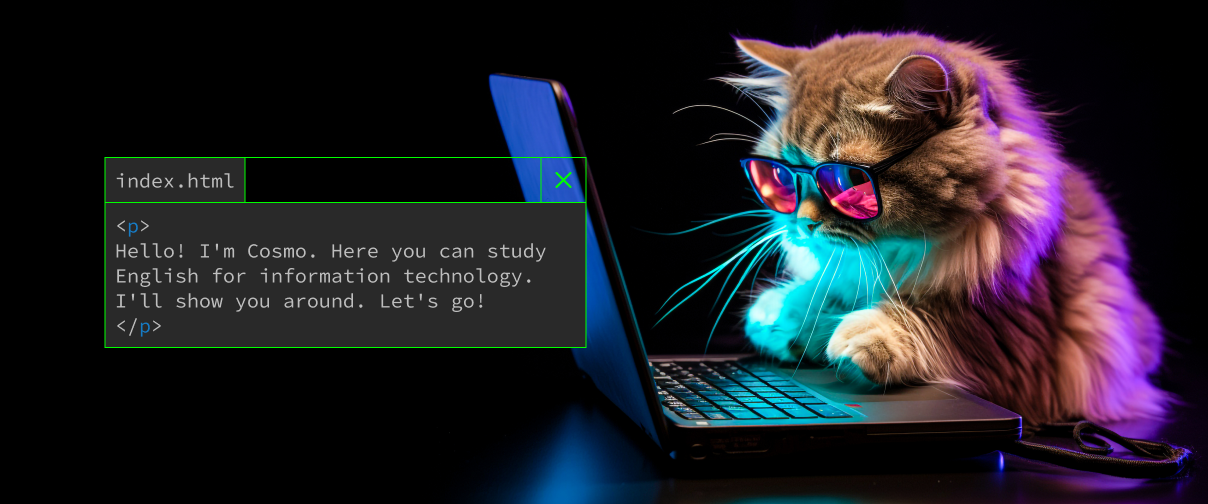 index.html
<p>
Hello! I'm Cosmo. Here you can study
English for information technology.
I'll show you around. Let's go!
</p>